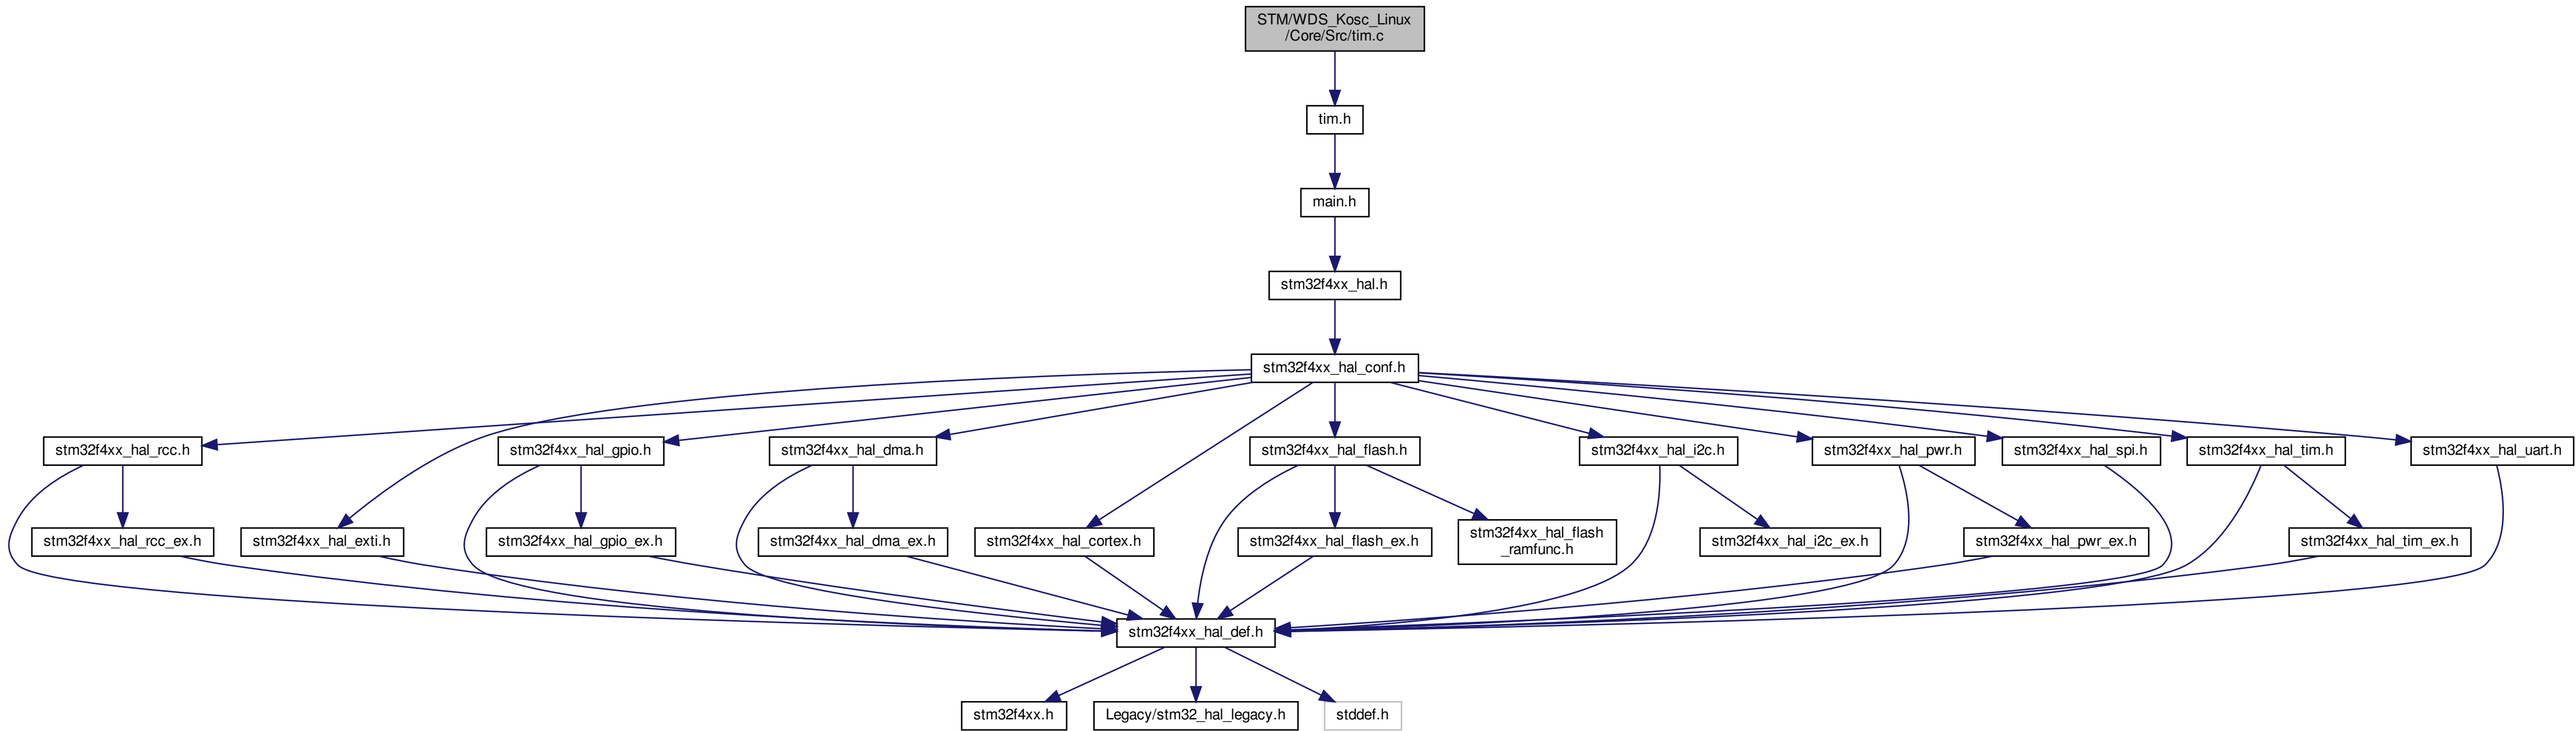 STM/WDS_Kosc_Linux
/Core/Src/tim.c
tim.h
main.h
stm32f4xx_hal.h
stm32f4xx_hal_conf.h
stm32f4xx_hal_rcc.h
stm32f4xx_hal_gpio.h
stm32f4xx_hal_dma.h
stm32f4xx_hal_flash.h
stm32f4xx_hal_i2c.h
stm32f4xx_hal_pwr.h
stm32f4xx_hal_spi.h
stm32f4xx_hal_tim.h
stm32f4xx_hal_uart.h
stm32f4xx_hal_rcc_ex.h
stm32f4xx_hal_exti.h
stm32f4xx_hal_gpio_ex.h
stm32f4xx_hal_dma_ex.h
stm32f4xx_hal_cortex.h
stm32f4xx_hal_flash_ex.h
stm32f4xx_hal_flash
_ramfunc.h
stm32f4xx_hal_i2c_ex.h
stm32f4xx_hal_pwr_ex.h
stm32f4xx_hal_tim_ex.h
stm32f4xx_hal_def.h
stm32f4xx.h
Legacy/stm32_hal_legacy.h
stddef.h